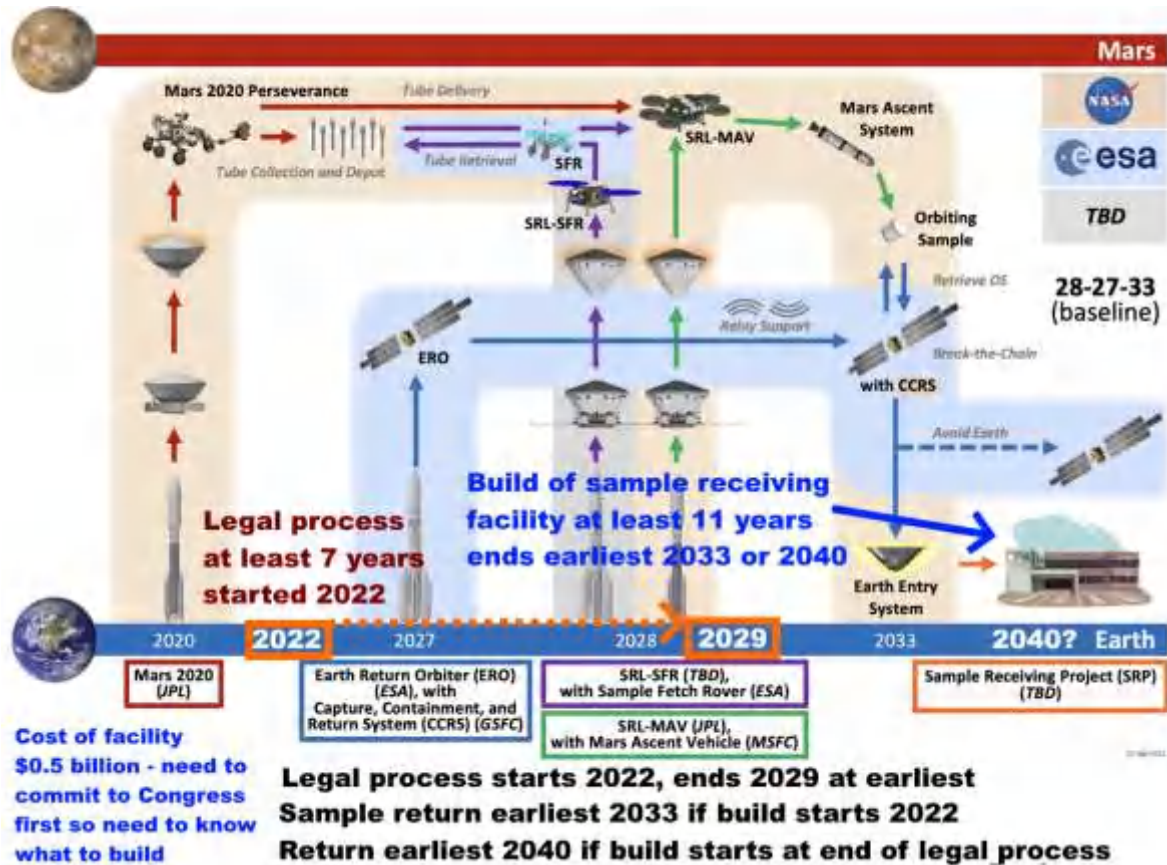 Mars
Mars 2020 Perseverance
Tube Delivery
NASA
SRL-MAV
Mars Ascent
System
esa
SFR
Tube Retrieval
Tube Collection and Depot
TBD
SRL-SFR
Orbiting
Sample
Retrieve OS
28-27-33
(baseline)
Relay Support
ERO
Break-the-Chain
with CCRS
Avoid Earth
Build of sample receiving
facility at least 11 years
ends earliest 2033 or 2040
Legal process
at least 7 years
started 2022
Earth Entry
System
2020 2022 2027 2028 2029 2033 2040? Earth
Mars 2020
(JPL)
Earth Return Orbiter (ERO)
(ESA), with
Capture, Containment, and
Return System (CCRS) (GSFC)
SRL-SFR (TBD),
with Sample Fetch Rover (ESA)
SRL-MAV (JPL),
with Mars Ascent Vehicle (MSFC)
Sample Receiving Project (SRP)
(TBD)
Cost of facility
$0.5 billion - need to
commit to Congress
first so need to know
what to build
Legal process starts 2022, ends 2029 at earliest
Sample return earliest 2033 if build starts 2022
Return earliest 2040 if build starts at end of legal process